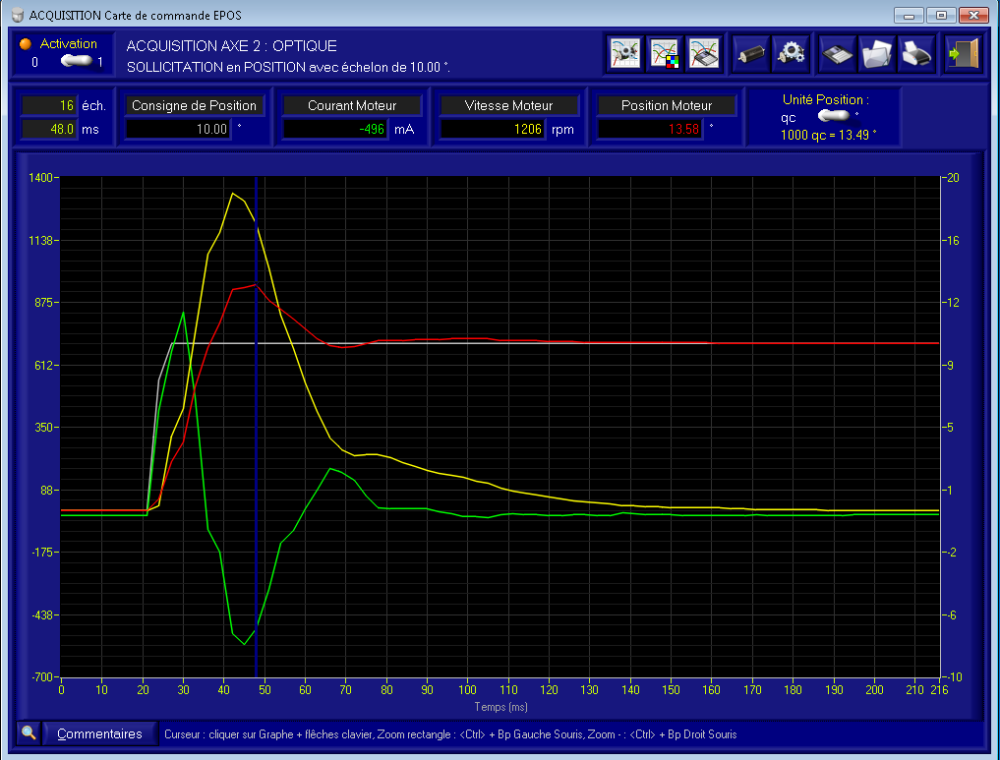 ACQUISITION Carte de commande EPOS
Activation
0 1
ACQUISITION AXE 2 : OPTIQUE
SOLLICITATION en POSITION avec échelon de 10.00 °.
16 éch.
48.0 ms
Consigne de Position
10.00 °
Courant Moteur
-496 mA
Vitesse Moteur
1206 rpm
Position Moteur
13.58 °
Unité Position :
qc °
1000 qc = 13.49 °
1400 20
1138 16
875 12
612 9
350 5
88 1
-175 -2
-438 -6
-700 -10
0 10 20 30 40 50 60 70 80 90 100 110 120 130 140 150 160 170 180 190 200 210 216
Temps (ms)
Commentaires
Curseur : cliquer sur Graphe + flêches clavier, Zoom rectangle : <Ctrl> + Bp Gauche Souris, Zoom - : <Ctrl> + Bp Droit Souris